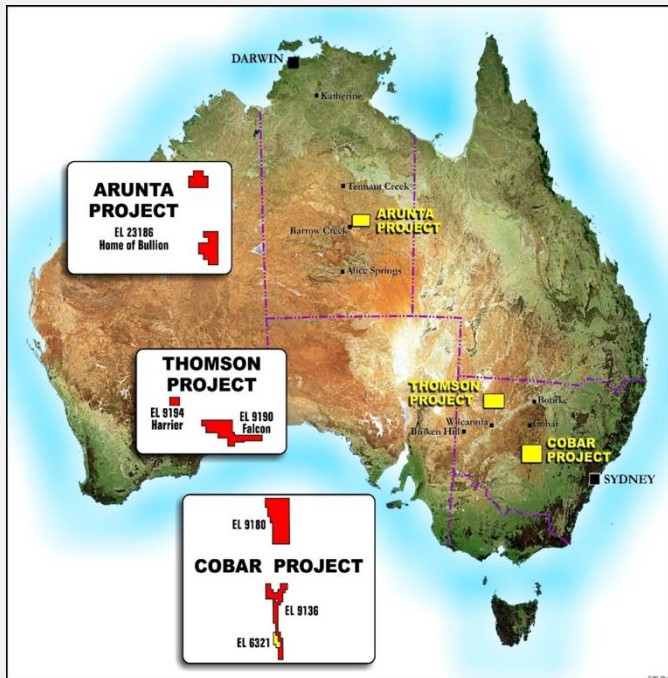 DARWIN
Katherine
ARUNTA
PROJECT
EL 23186
Home of Bullion
Tennant Creek
ARUNTA
PROJECT
Barrow Creek
Alice Springs
THOMSON
PROJECT
EL 9194
Harrier
EL 9190
Falcon
THOMSON
PROJECT
Bourke
Wilcannia
Cobar
Broken Hill
COBAR
PROJECT
SYDNEY
EL 9180
COBAR PROJECT
EL 9136
EL 6321